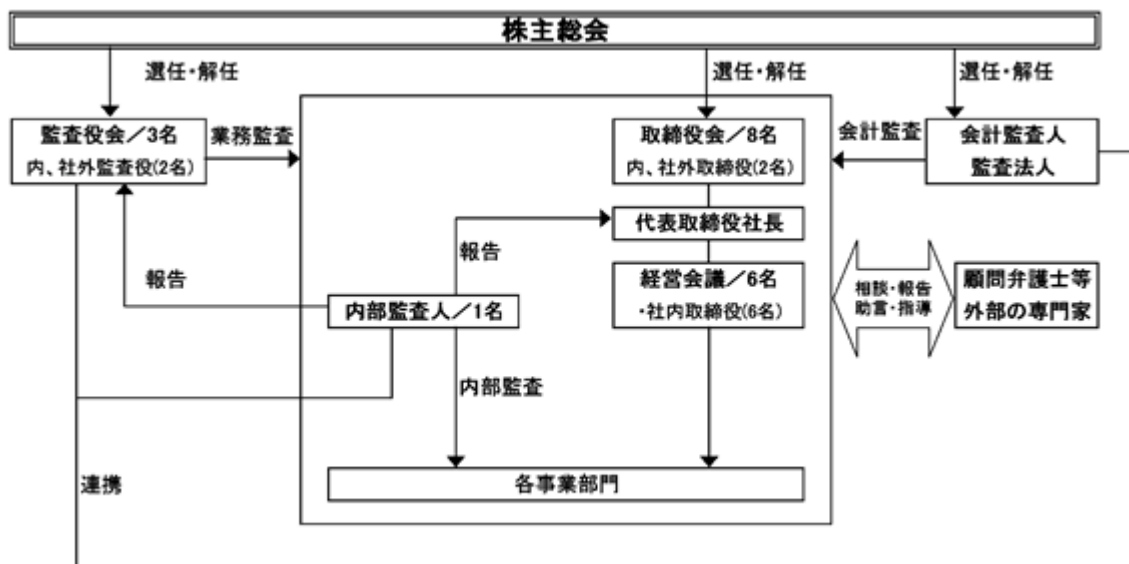 株主総会
選任・解任
選任・解任
選任・解任
監査役会／3名
内、社外監査役(2名)
業務監査
取締役会／8名
内、社外取締役(2名)
会計監査
会計監査人
監査法人
代表取締役社長
報告
報告
経営会議／6名
・社内取締役(6名)
相談・報告
助言・指導
顧問弁護士等
外部の専門家
内部監査人／1名
内部監査
連携
各事業部門